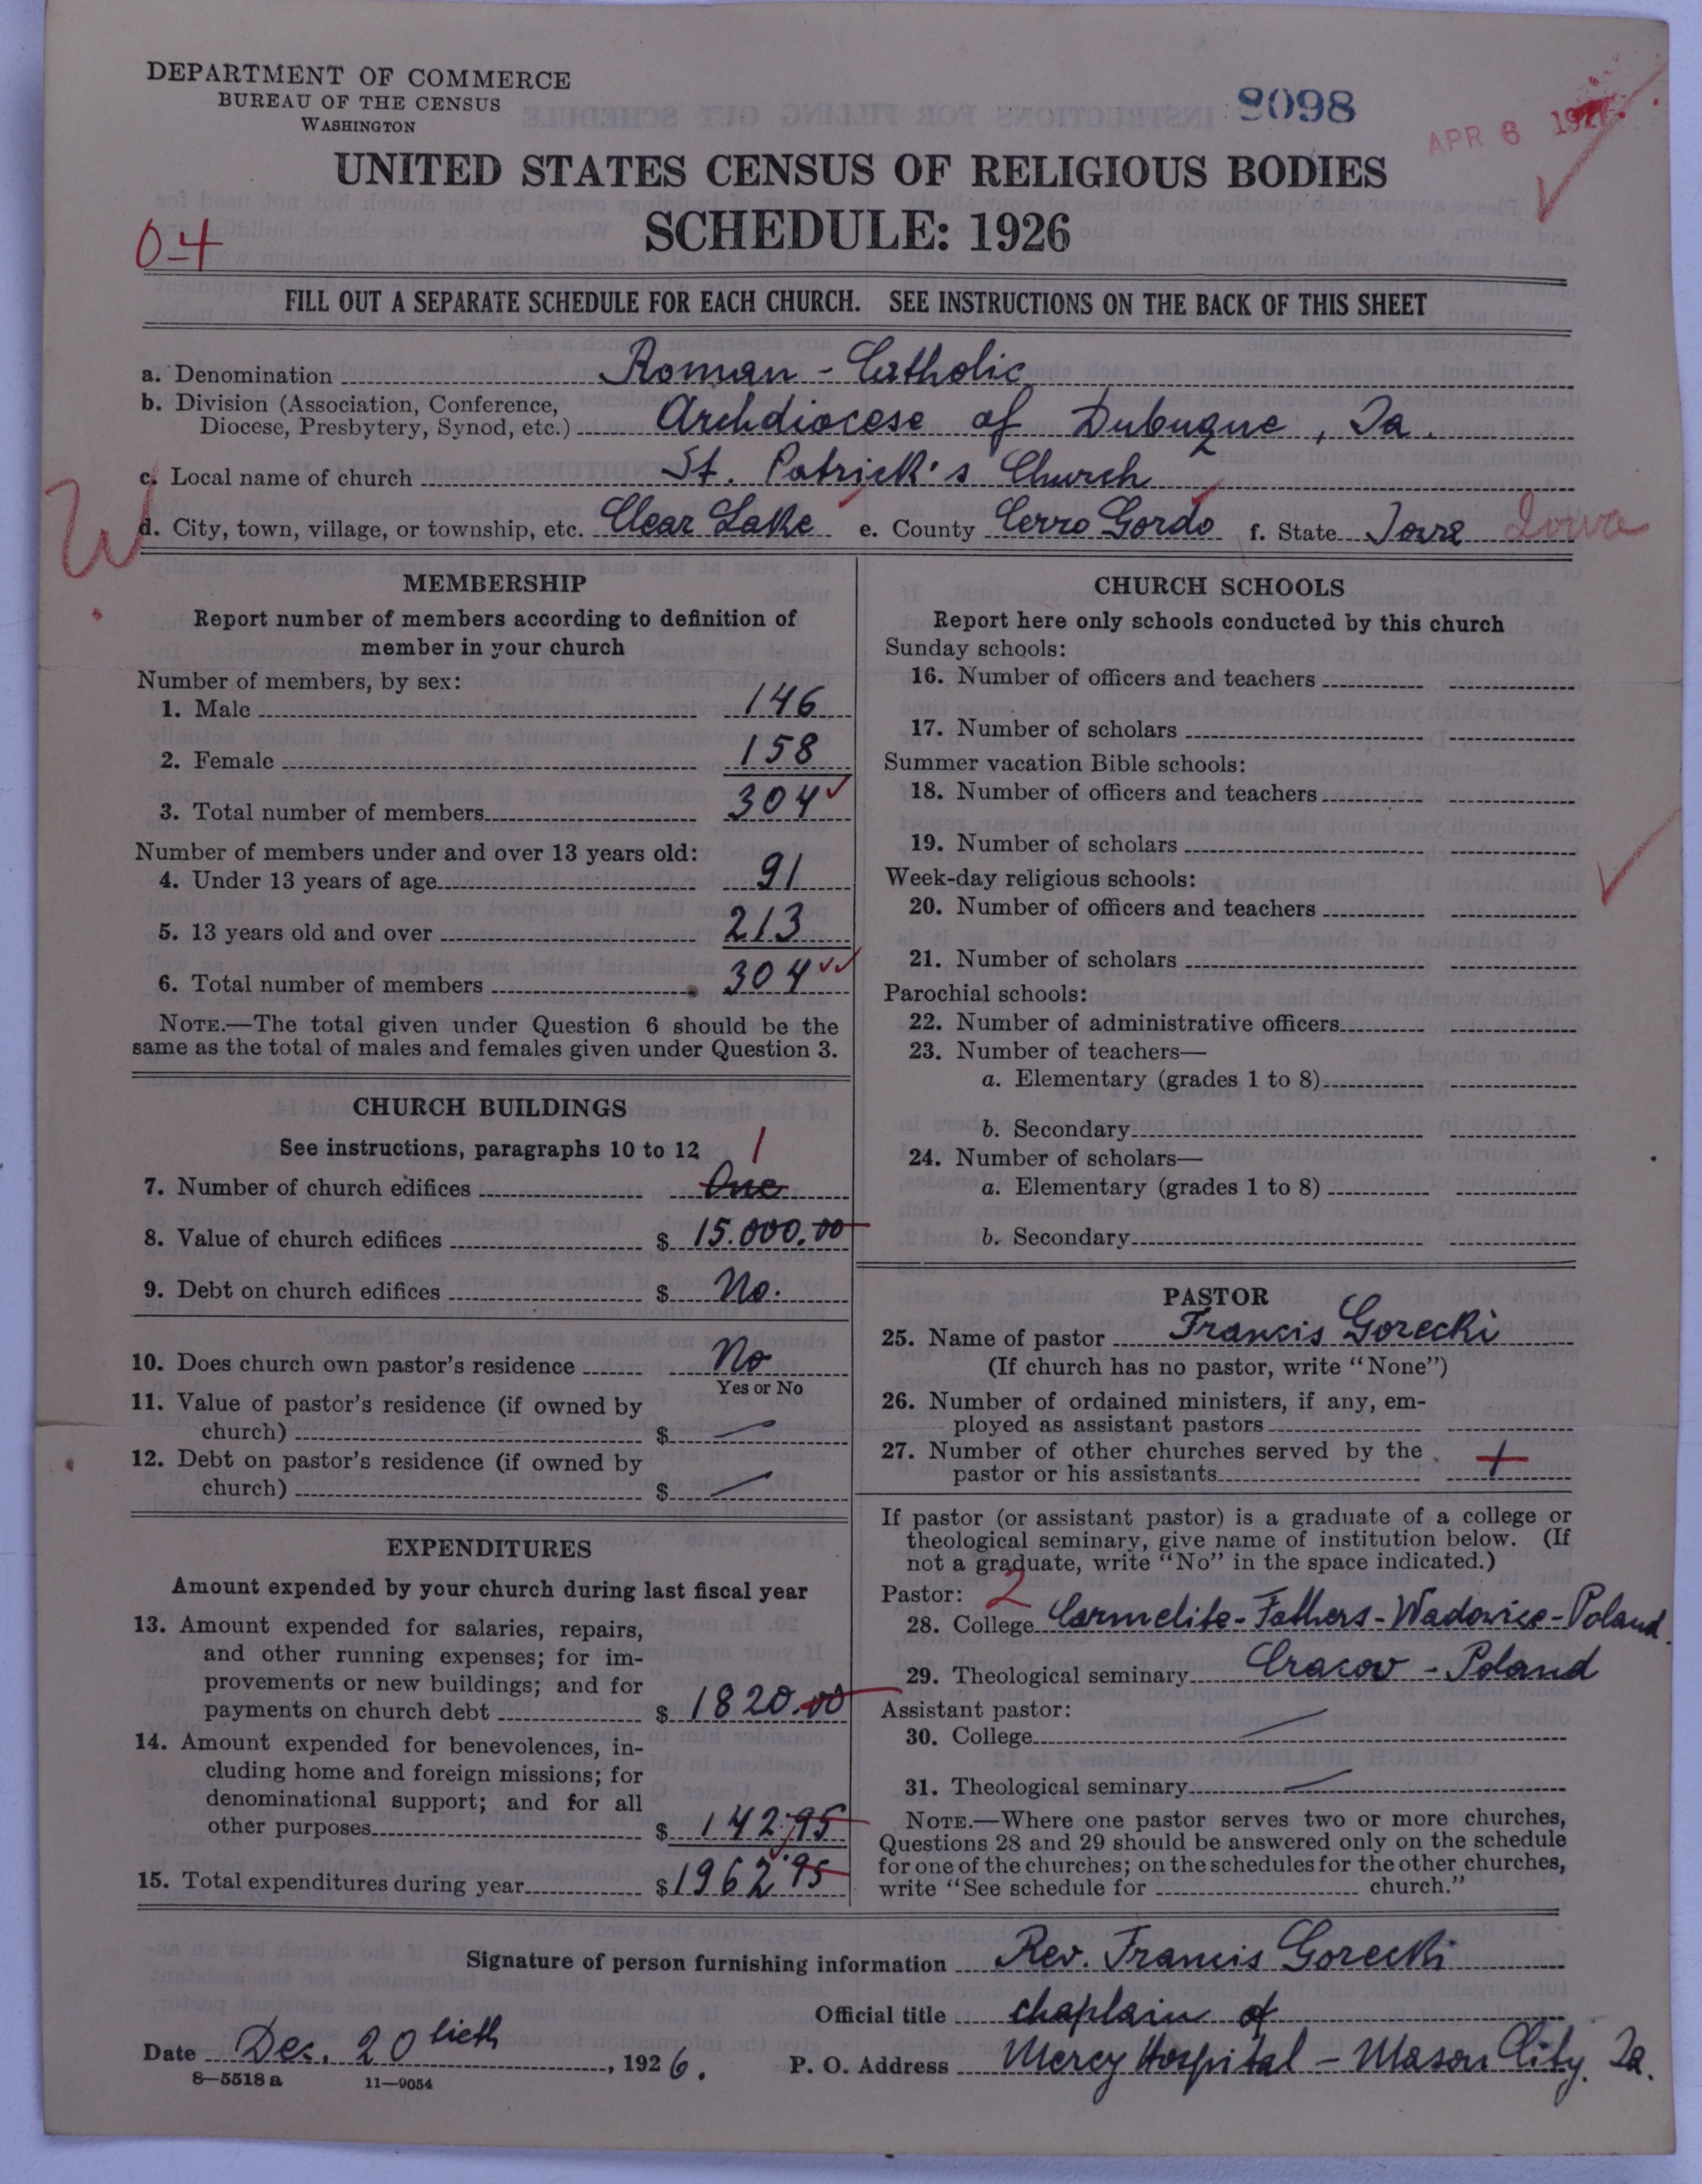 DEPARTMENT OF COMMERCE
BUREAU OF THE CENSUS
WASHINGTON
8098
APR 6 1927
UNITED STATES CENSUS OF RELIGIOUS BODIES
SCHEDULE: 1926
0-4
FILL OUT A SEPARATE SCHEDULE FOR EACH CHURCH. SEE INSTRUCTIONS ON THE BACK OF THIS SHEET
a. Denomination Roman - Catholic
b. Division (Association, Conference,
Diocese, Presbytery, Synod, etc.) Archdiocese of Dubuque, Ia.
c. Local name of church St. Patrick's Church
d. City, town, village, or township, etc. Clear Lake e. County Cerro Gordo f. State Iowa Iowa
MEMBERSHIP
Report number of members according to definition of
member in your church
Number of members, by sex:
1. Male 146
2. Female 158
3. Total number of members 304
Number of members under and over 13 years old:
4. Under 13 years of age 91
5. 13 years old and over 213
6. Total number of members 304
NOTE.—The total given under Question 6 should be the
same as the total of males and females given under Question 3.
CHURCH BUILDINGS
See instructions, paragraphs 10 to 12 1
7. Number of church edifices One
8. Value of church edifices $ 15.000.00
9. Debt on church edifices $ No.
10. Does church own pastor's residence No
Yes or No
11. Value of pastor's residence (if owned by
church) $ —
12. Debt on pastor's residence (if owned by
church) $ —
EXPENDITURES
Amount expended by your church during last fiscal year
13. Amount expended for salaries, repairs,
and other running expenses; for im-
provements or new buildings; and for
payments on church debt $ 1820.00
14. Amount expended for benevolences, in-
cluding home and foreign missions; for
denominational support; and for all
other purposes $ 142.95
15. Total expenditures during year $ 1962.95
CHURCH SCHOOLS
Report here only schools conducted by this church
Sunday schools:
16. Number of officers and teachers
17. Number of scholars
Summer vacation Bible schools:
18. Number of officers and teachers
19. Number of scholars
Week-day religious schools:
20. Number of officers and teachers
21. Number of scholars
Parochial schools:
22. Number of administrative officers
23. Number of teachers—
a. Elementary (grades 1 to 8)
b. Secondary
24. Number of scholars—
a. Elementary (grades 1 to 8)
b. Secondary
PASTOR
25. Name of pastor Francis Gorecki
(If church has no pastor, write "None")
26. Number of ordained ministers, if any, em-
ployed as assistant pastors
27. Number of other churches served by the
pastor or his assistants +
If pastor (or assistant pastor) is a graduate of a college or
theological seminary, give name of institution below. (If
not a graduate, write "No" in the space indicated.)
Pastor: 2
28. College Carmelite-Fathers-Wadowice-Poland.
29. Theological seminary Cracov - Poland
Assistant pastor:
30. College —
31. Theological seminary —
NOTE.—Where one pastor serves two or more churches,
Questions 28 and 29 should be answered only on the schedule
for one of the churches; on the schedules for the other churches,
write "See schedule for church."
Signature of person furnishing information Rev. Francis Gorecki
Official title chaplain of
Date Dec. 20tieth, 1926. P. O. Address Mercy Hospital - Mason City, Ia.
8—5518 a 11—9054